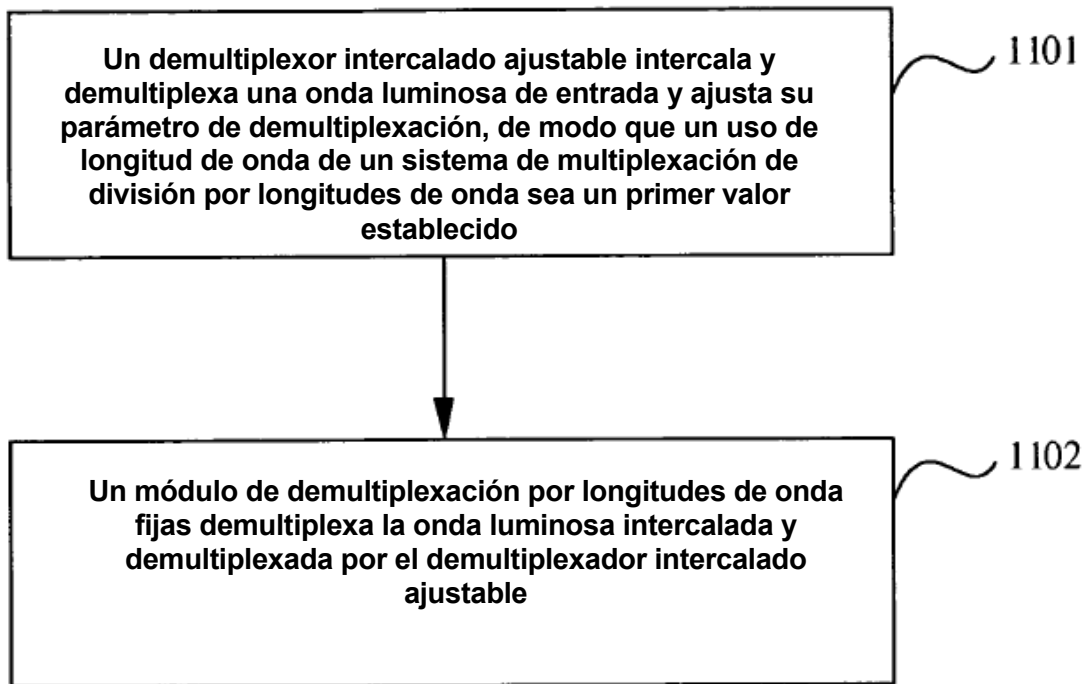 Un demultiplexor intercalado ajustable intercala y
demultiplexa una onda luminosa de entrada y ajusta su
parámetro de demultiplexación, de modo que un uso de
longitud de onda de un sistema de multiplexación de
división por longitudes de onda sea un primer valor
establecido
1101
Un módulo de demultiplexación por longitudes de onda
fijas demultiplexa la onda luminosa intercalada y
demultiplexada por el demultiplexador intercalado
ajustable
1102